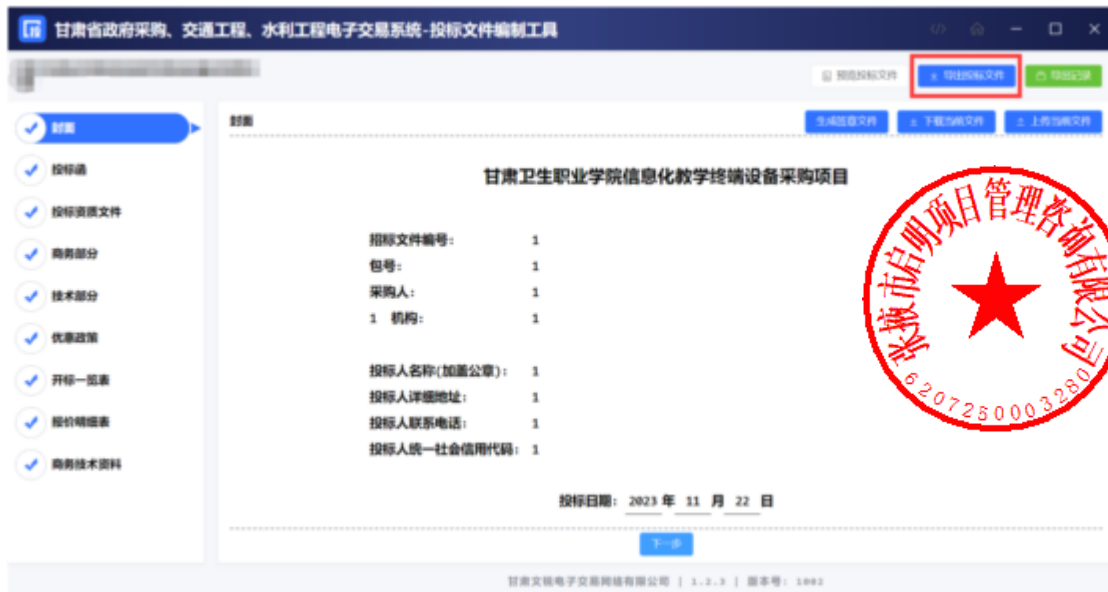 甘肃省政府采购、交通工程、水利工程电子交易系统-投标文件编制工具
预览投标文件 导出投标文件 导出记录
封面
投标函
投标资质文件
商务部分
技术部分
优惠政策
开标一览表
报价明细表
商务技术资料
封面 生成签章文件 下载当前文件 上传当前文件
甘肃卫生职业学院信息化教学终端设备采购项目
招标文件编号: 1
包号: 1
采购人: 1
1 机构: 1
投标人名称(加盖公章): 1
投标人详细地址: 1
投标人联系电话: 1
投标人统一社会信用代码: 1
投标日期: 2023 年 11 月 22 日
下一步
甘肃文锐电子交易网络有限公司 | 1.2.3 | 版本号: 1002
张掖市启明项目管理咨询有限公司
6207250003280